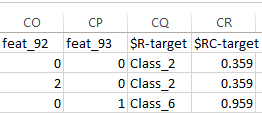 CO CP CQ CR
feat_92 feat_93 $R-target $RC-target
0 0 Class_2 0.359
2 0 Class_2 0.359
0 1 Class_6 0.959